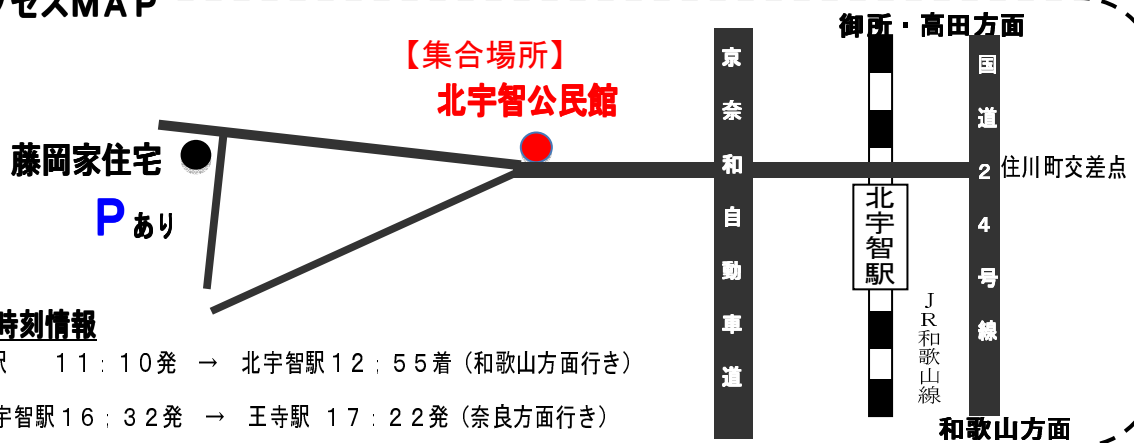 セスMAP
御所・高田方面
【集合場所】
北宇智公民館
京奈和自動車道
国道24号線
藤岡家住宅
Pあり
住川町交差点
北宇智駅
JR和歌山線
時刻情報
駅　11:10発　→　北宇智駅12;55着(和歌山方面行き)
宇智駅16;32発　→　王寺駅 17:22発(奈良方面行き)
和歌山方面